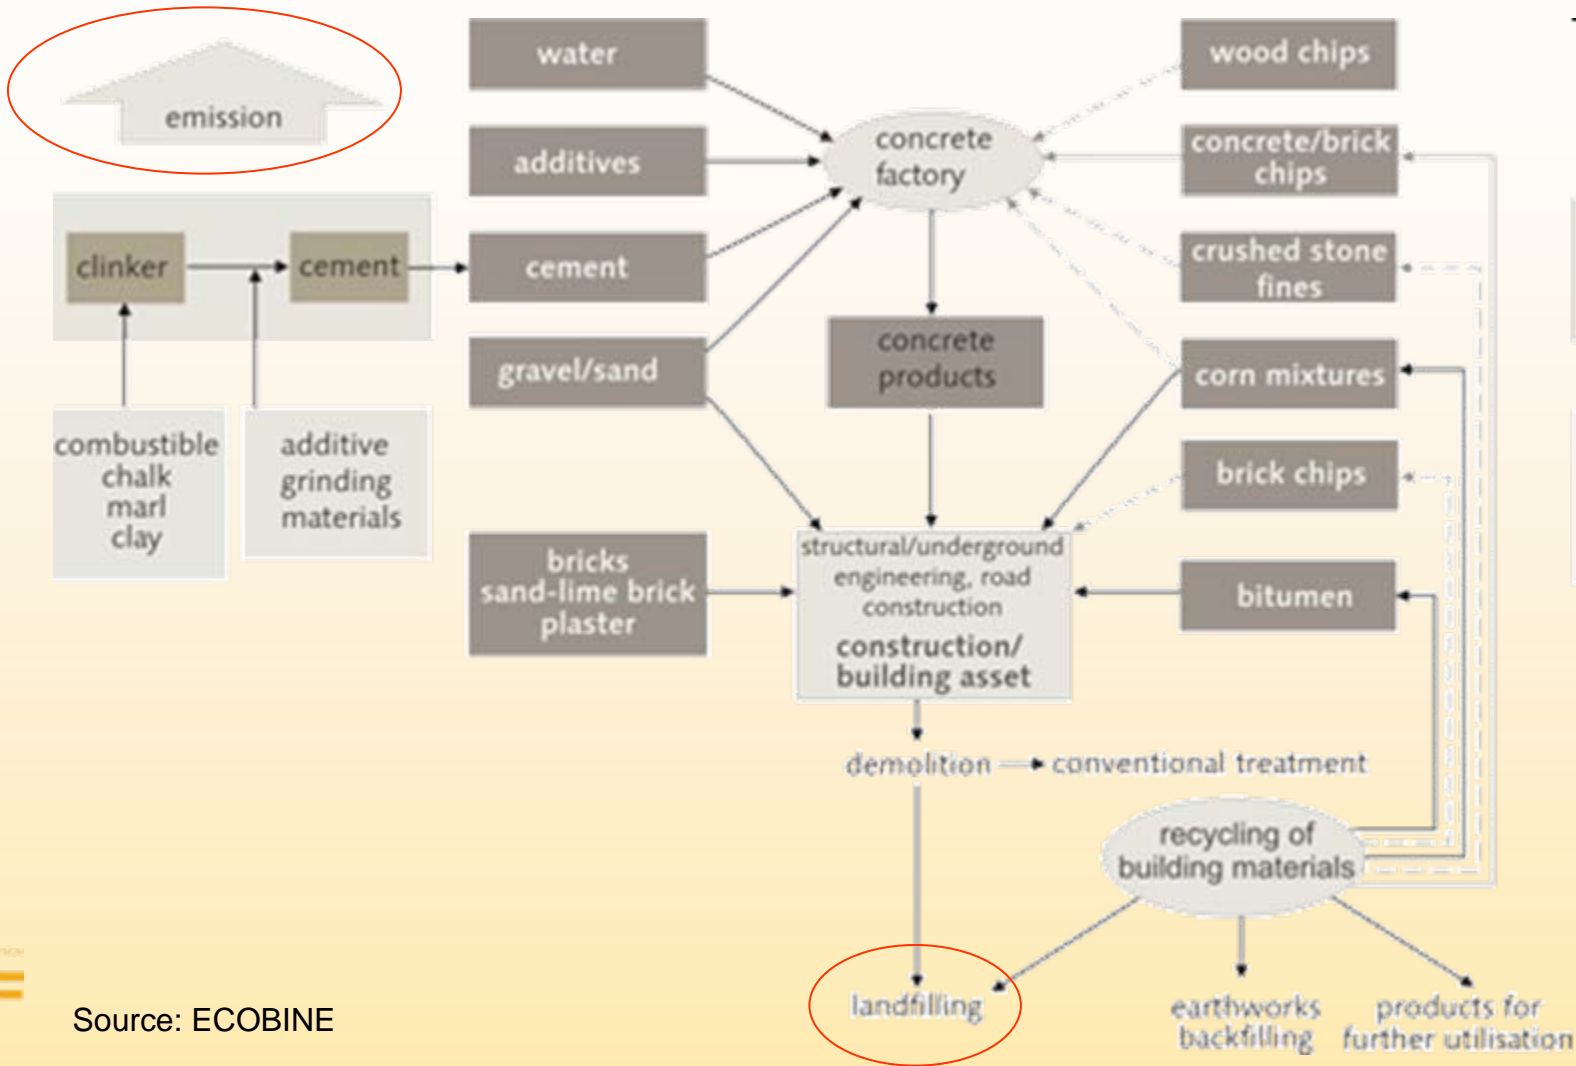 emission
clinker
cement
combustible
chalk
marl
clay
additive
grinding
materials
water
additives
cement
gravel/sand
bricks
sand-lime brick
plaster
concrete
factory
concrete
products
structural/underground
engineering, road
construction
construction/
building asset
demolition
conventional treatment
wood chips
concrete/brick
chips
crushed stone
fines
corn mixtures
brick chips
bitumen
recycling of
building materials
landfilling
earthworks
backfilling
products for
further utilisation
Source: ECOBINE